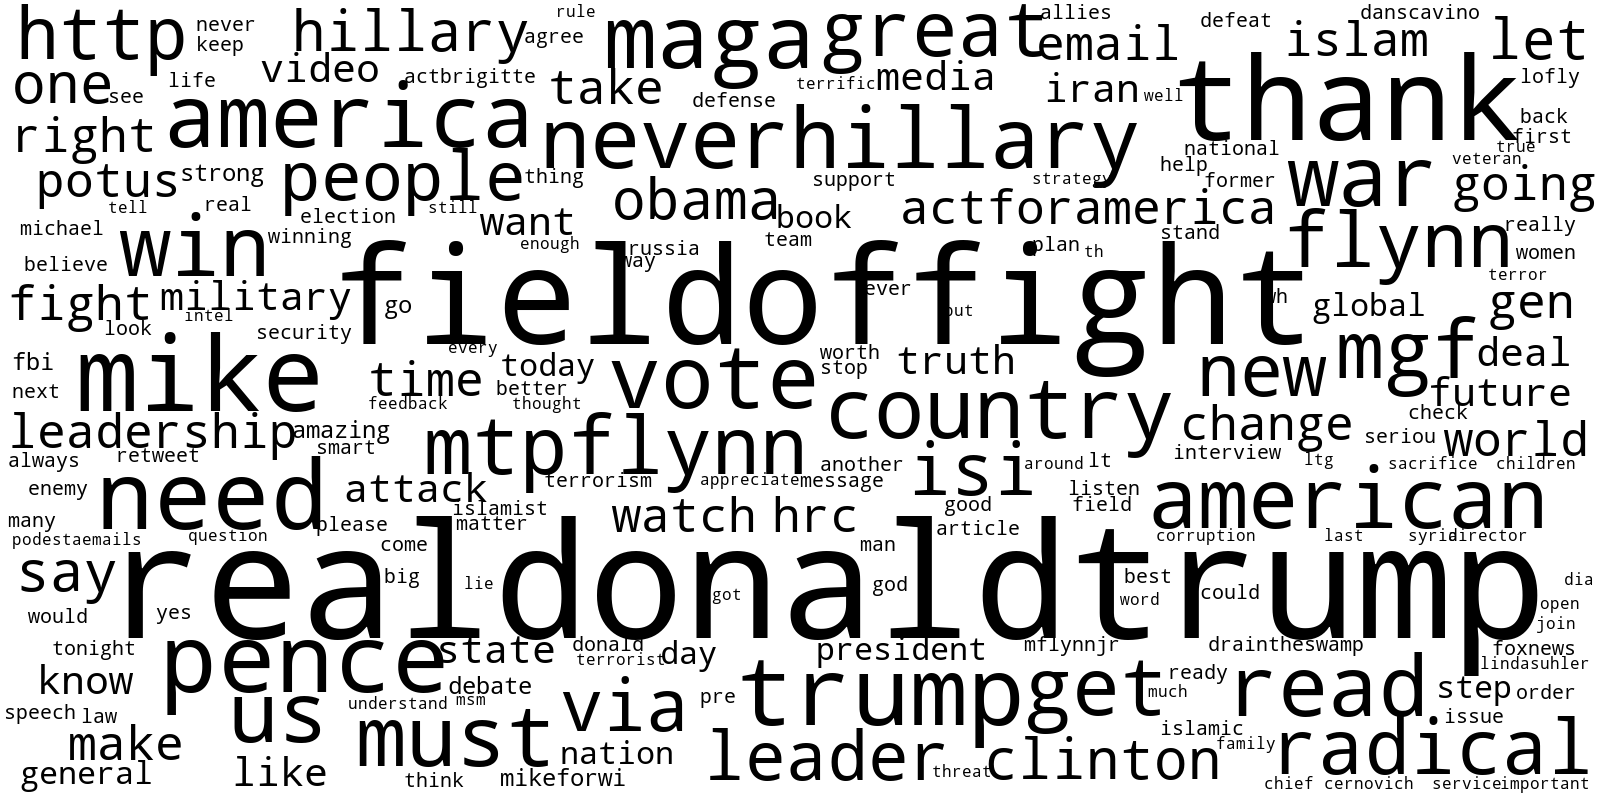 http never keep hillary rule agree maga great allies email defeat danscavino islam let
one see life video actbrigitte take defense terrific media iran well thank lofly
right america neverhillary back first true
potus strong people thing obama book support strategy actforamerica national help former war veteran going
tell real election still want team stand flynn really women
michael win winning enough russia way plan th terror
believe fight military intel go fieldoffight ever but wh global gen
look security
fbi next mike every time today better vote worth stop truth new mgf deal future
feedback thought country check
leadership amazing smart mtpflynn change seriou world
always retweet another isi around lt interview ltg sacrifice children
enemy need attack terrorism appreciate message listen american
many please islamist matter watch hrc good field article
podestaemails question come man corruption last syria director
say realdonaldtrump big lie got god best word could dia open
would yes join
tonight pence state donald terrorist day president mflynnjr draintheswamp foxnews lindasuhler
know debate pre trump get ready much read step order
speech law us understand msm via issue
make must nation leader clinton islamic family radical
general like think mikeforwi threat chief cernovich service important